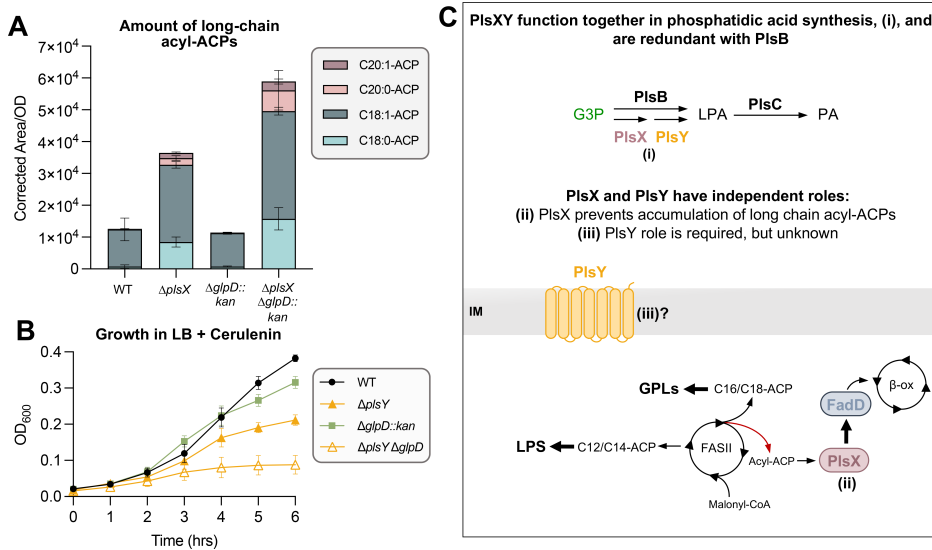 A
Amount of long-chain
acyl-ACPs
Corrected Area/OD
7×10⁴
6×10⁴
5×10⁴
4×10⁴
3×10⁴
2×10⁴
1×10⁴
0
C20:1-ACP
C20:0-ACP
C18:1-ACP
C18:0-ACP
WT
ΔplsX
ΔglpD::
kan
ΔplsX
ΔglpD::
kan
B
Growth in LB + Cerulenin
OD₆₀₀
0.4
0.3
0.2
0.1
0.0
0 1 2 3 4 5 6
Time (hrs)
WT
ΔplsY
ΔglpD::kan
ΔplsY ΔglpD
C
PlsXY function together in phosphatidic acid synthesis, (i), and
are redundant with PlsB
PlsB
PlsC
G3P
LPA
PA
PlsX PlsY
(i)
PlsX and PlsY have independent roles:
(ii) PlsX prevents accumulation of long chain acyl-ACPs
(iii) PlsY role is required, but unknown
PlsY
IM
(iii)?
GPLs
C16/C18-ACP
FadD
β-ox
LPS
C12/C14-ACP
FASII
Acyl-ACP
PlsX
(ii)
Malonyl-CoA